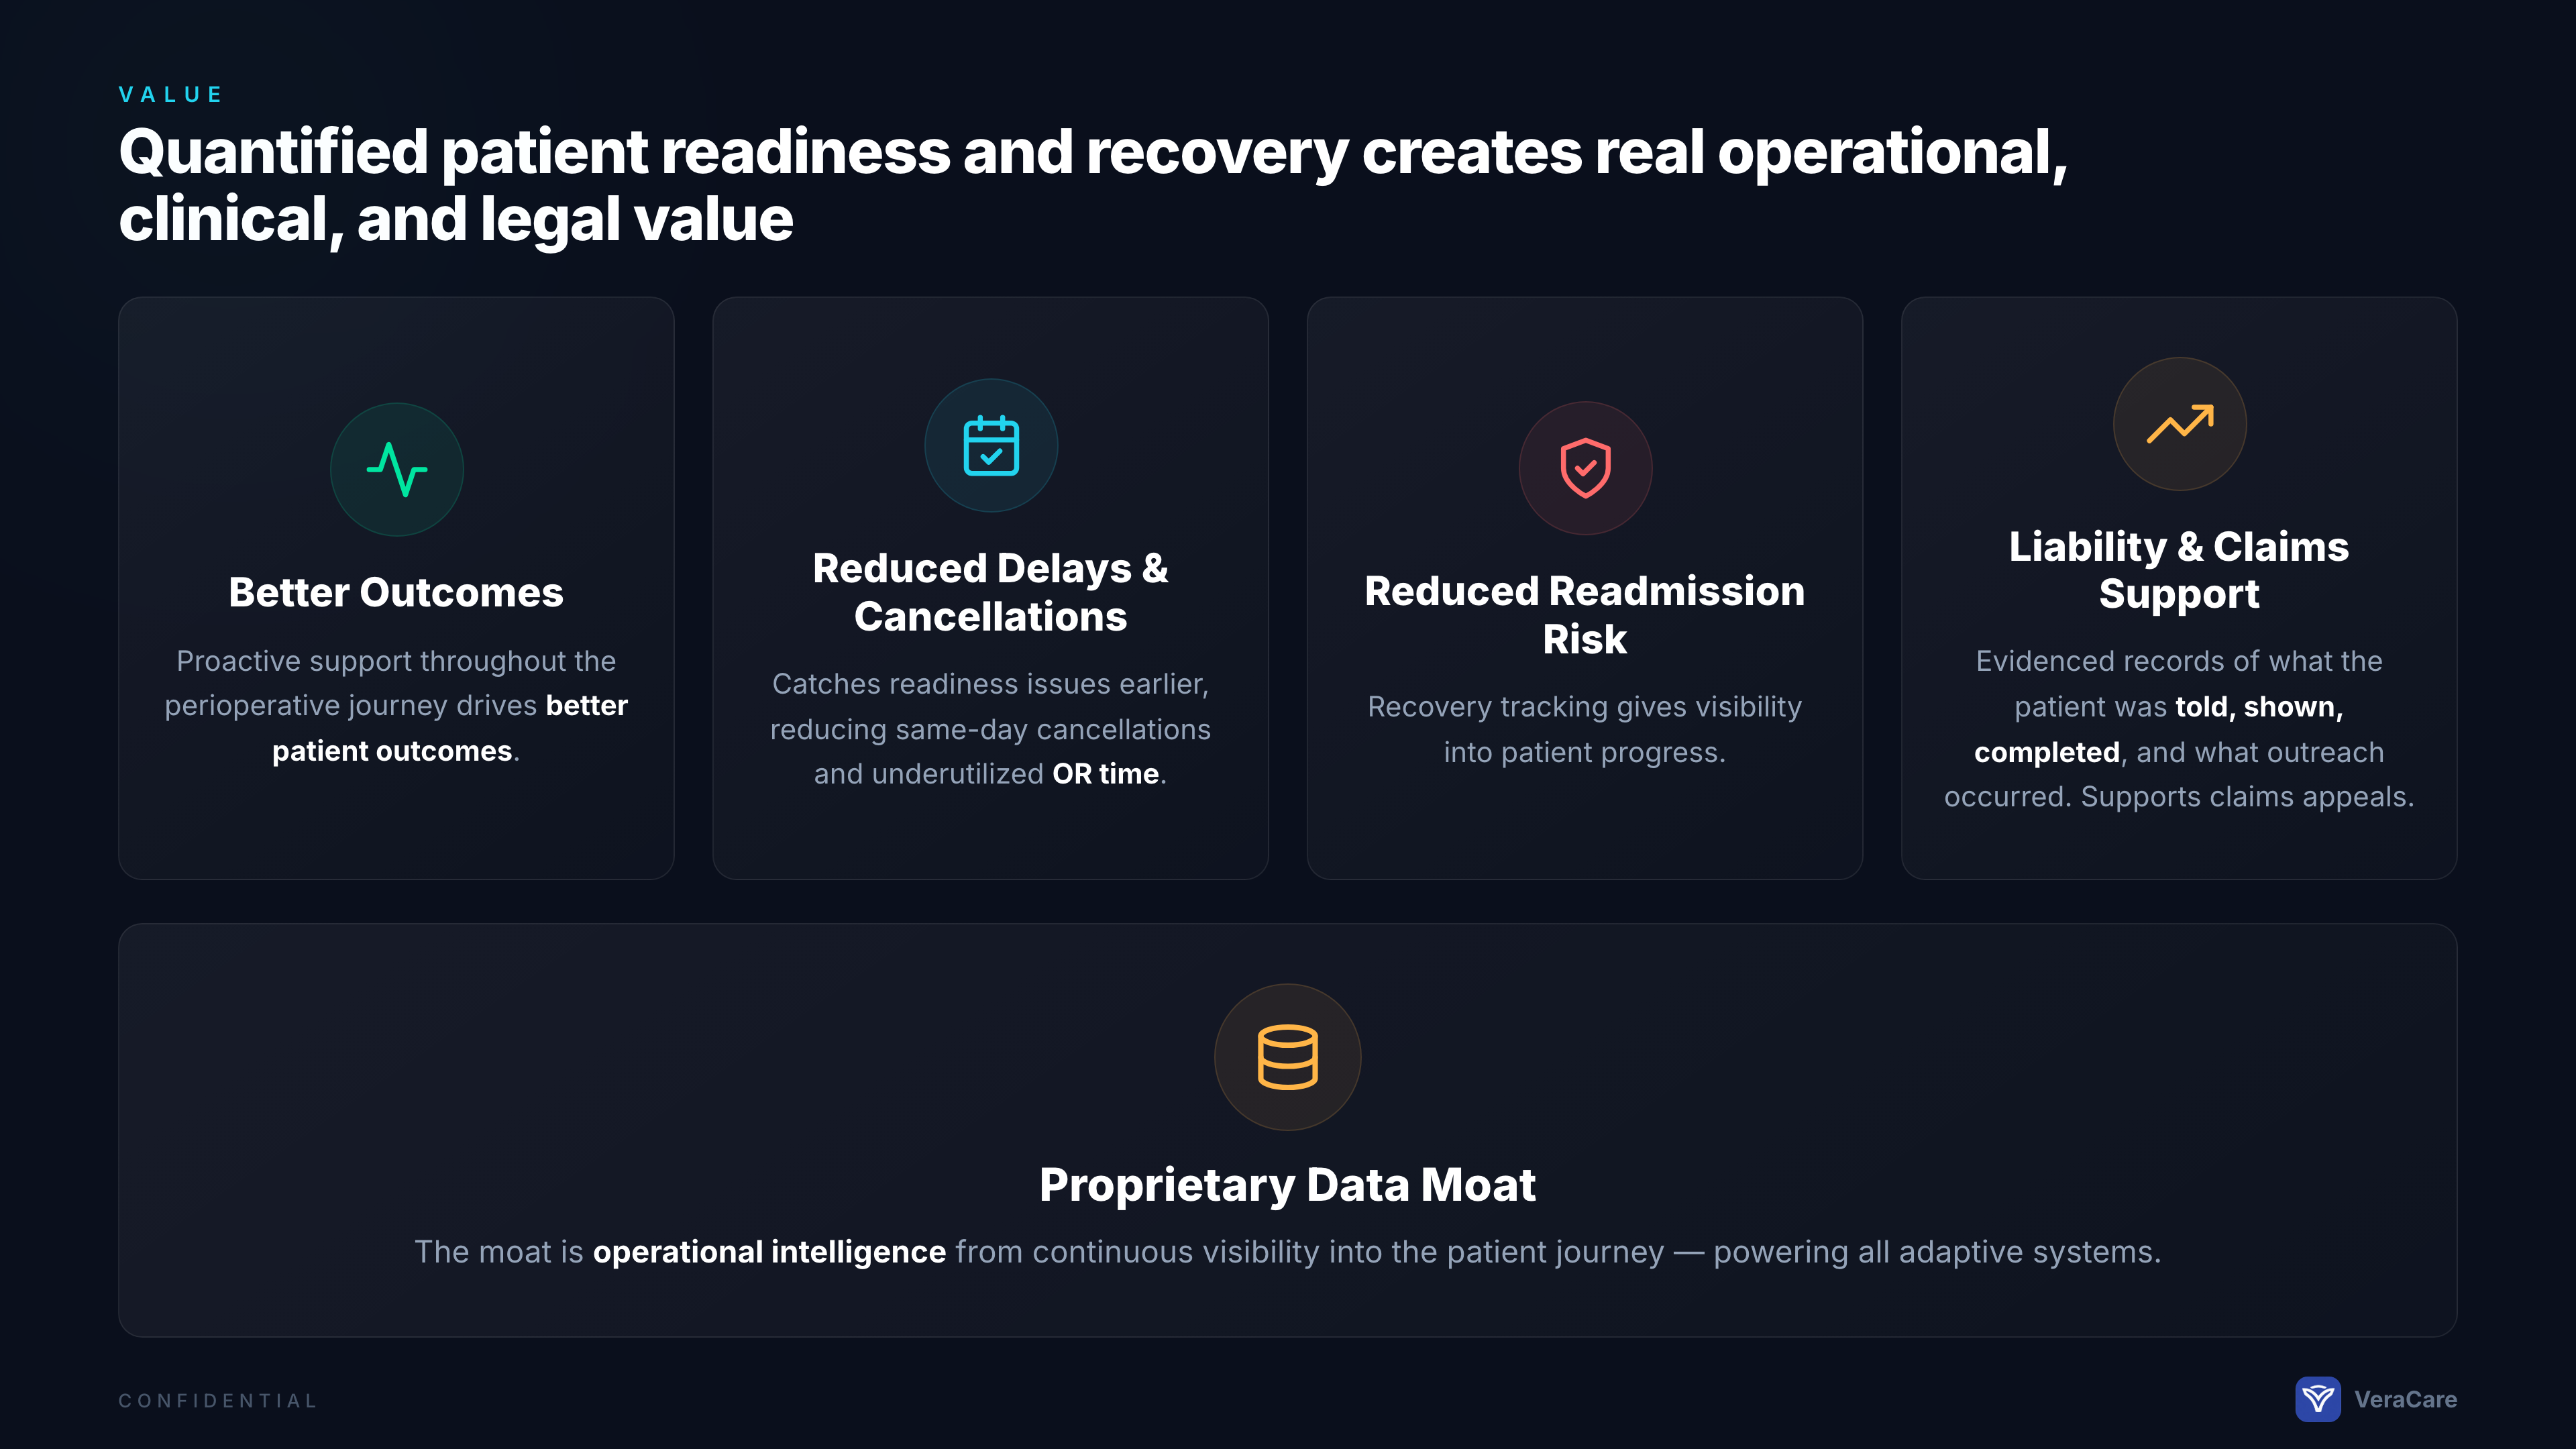 VALUE
Quantified patient readiness and recovery creates real operational,
clinical, and legal value
Better Outcomes
Proactive support throughout the
perioperative journey drives better
patient outcomes.
Reduced Delays &
Cancellations
Catches readiness issues earlier,
reducing same-day cancellations
and underutilized OR time.
Reduced Readmission
Risk
Recovery tracking gives visibility
into patient progress.
Liability & Claims
Support
Evidenced records of what the
patient was told, shown,
completed, and what outreach
occurred. Supports claims appeals.
Proprietary Data Moat
The moat is operational intelligence from continuous visibility into the patient journey — powering all adaptive systems.
CONFIDENTIAL
VeraCare